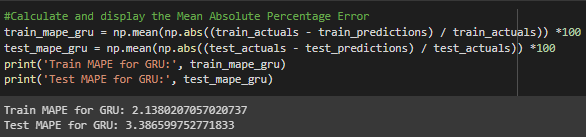 #Calculate and display the Mean Absolute Percentage Error
train_mape_gru = np.mean(np.abs((train_actuals - train_predictions) / train_actuals)) *100
test_mape_gru = np.mean(np.abs((test_actuals - test_predictions) / test_actuals)) *100
print('Train MAPE for GRU:', train_mape_gru)
print('Test MAPE for GRU:', test_mape_gru)
Train MAPE for GRU: 2.1380207057020737
Test MAPE for GRU: 3.386599752771833